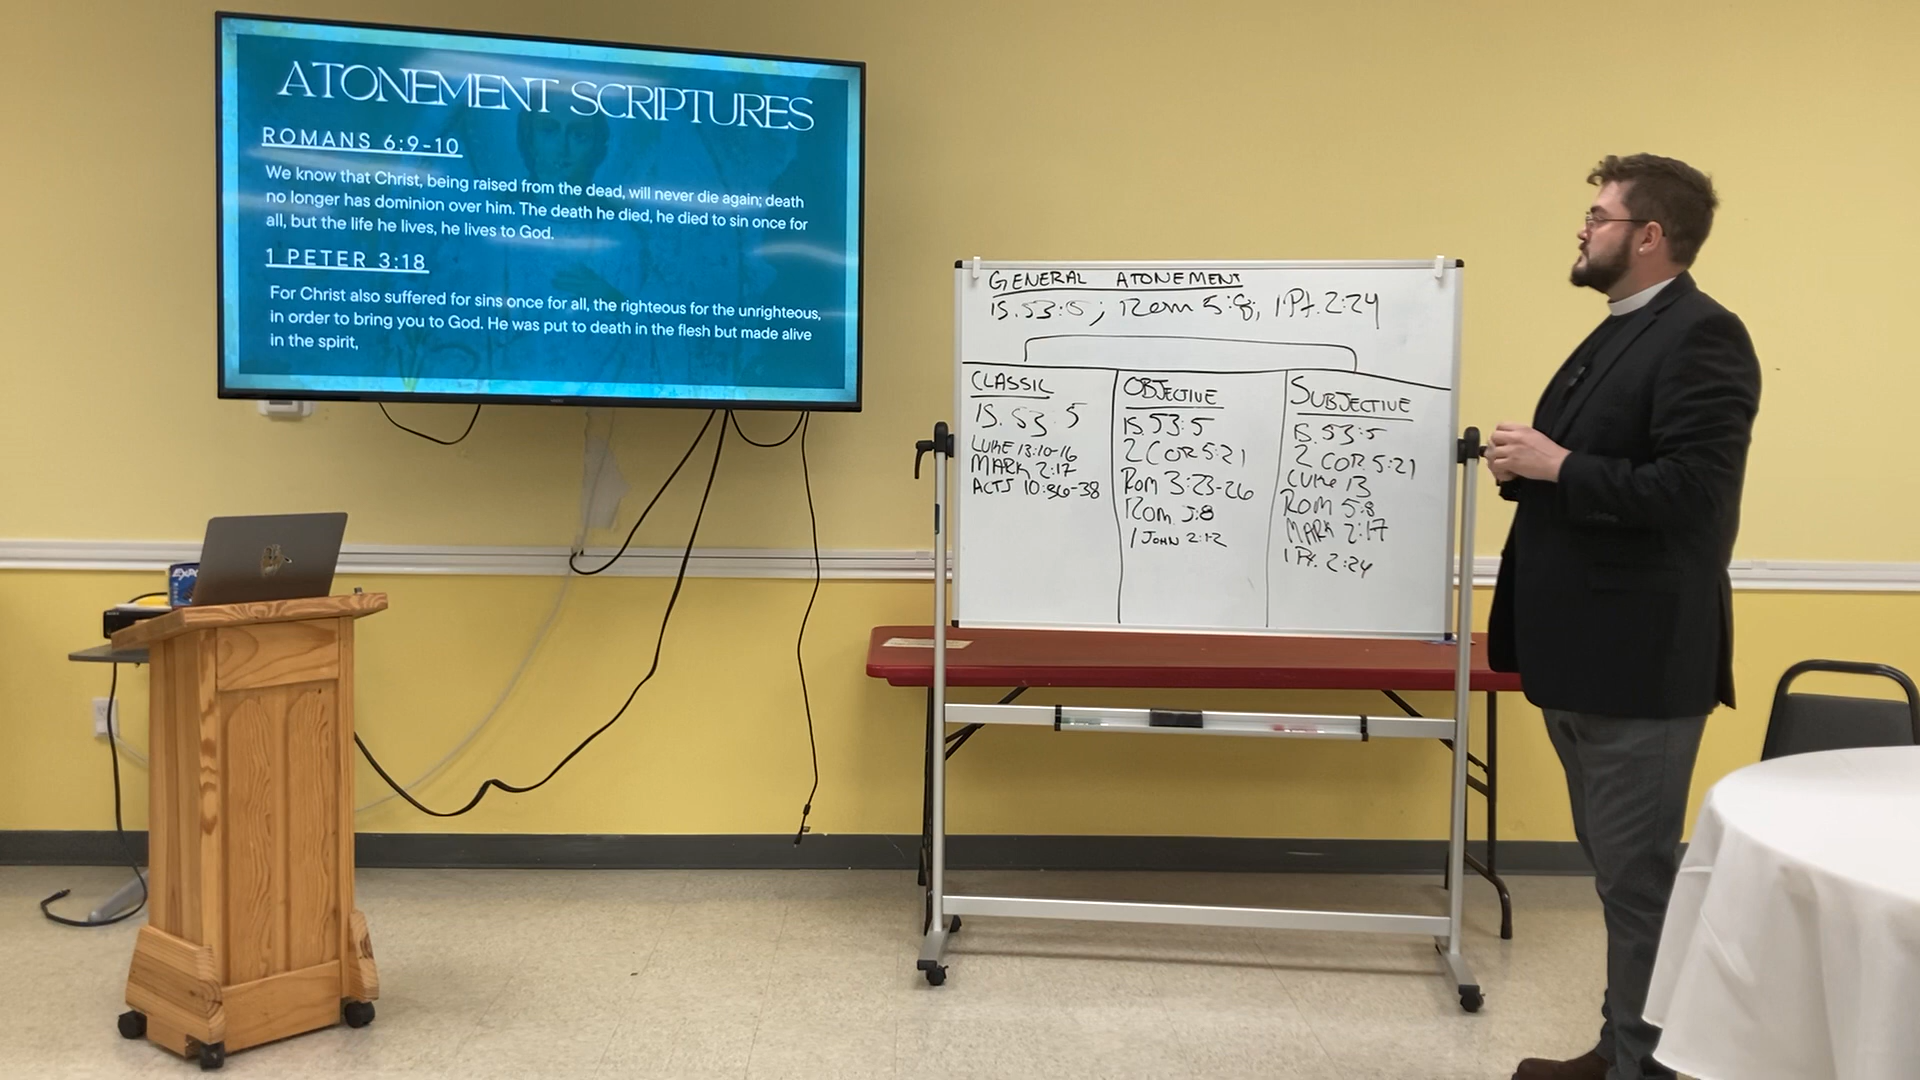 ATONEMENT SCRIPTURES
ROMANS 6:9-10
We know that Christ, being raised from the dead, will never die again; death
no longer has dominion over him. The death he died, he died to sin once for
all, but the life he lives, he lives to God.
1 PETER 3:18
For Christ also suffered for sins once for all, the righteous for the unrighteous,
in order to bring you to God. He was put to death in the flesh but made alive
in the spirit,
GENERAL ATONEMENT
IS. 53:5; Rom 5:8; 1 Pt. 2:24
CLASSIC
IS. 53:5
LUKE 13:10-16
MARK 2:17
ACTS 10:36-38
OBJECTIVE
IS. 53:5
2 COR 5:21
ROM 3:23-26
ROM 5:8
1 JOHN 2:1-2
SUBJECTIVE
IS. 53:5
2 COR. 5:21
LUKE 13
ROM 5:8
MARK 2:17
1 Pt. 2:24
EXPO